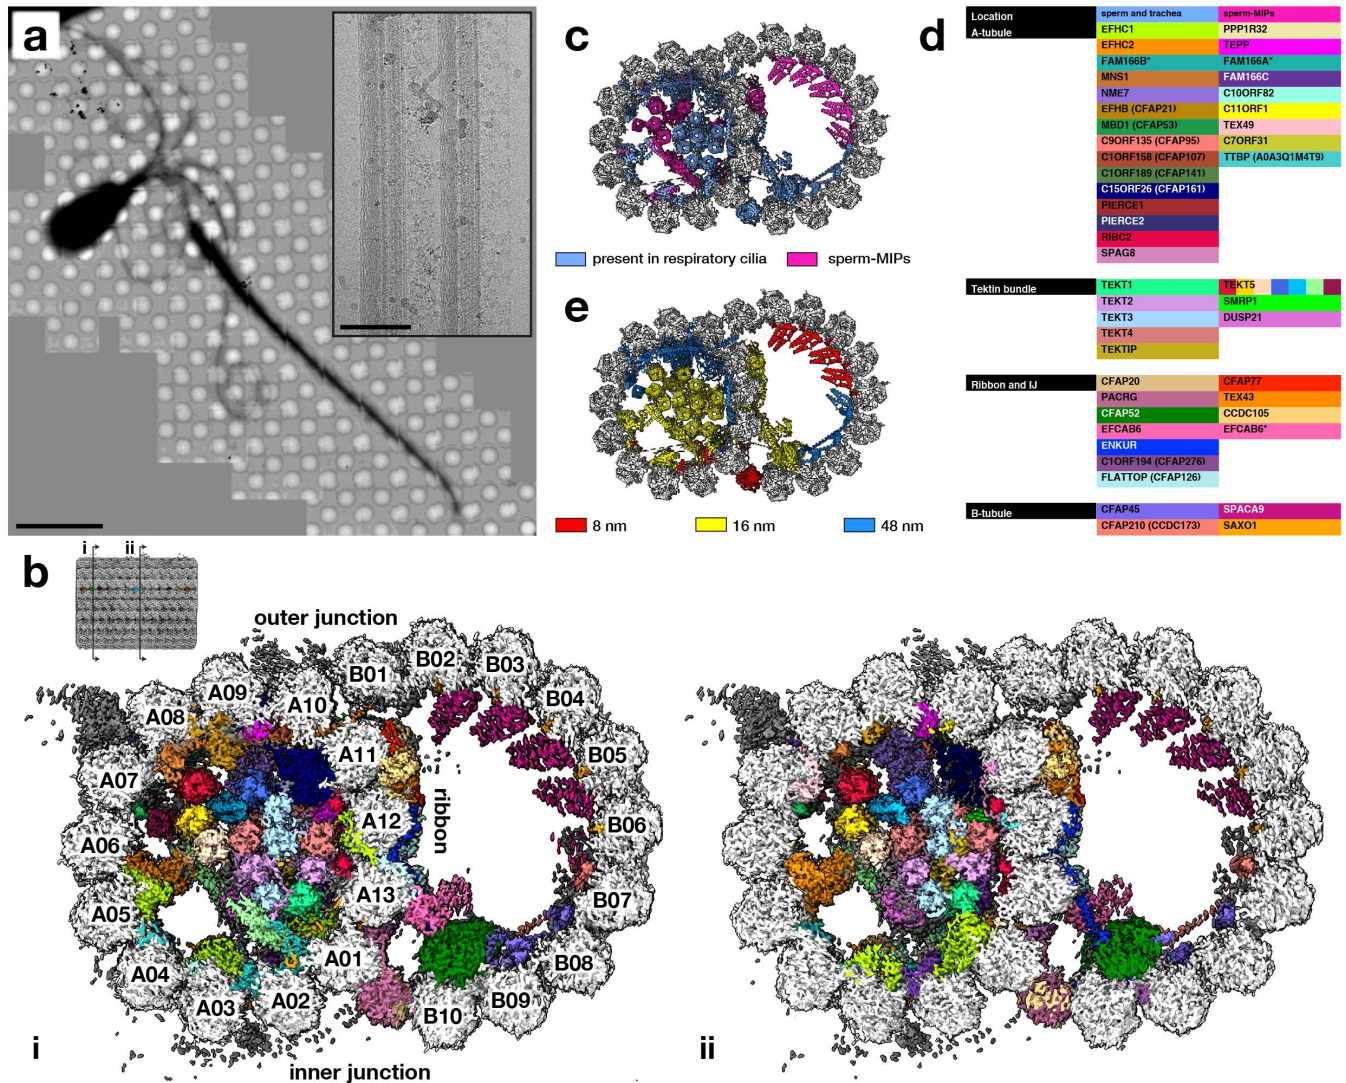 a
c
present in respiratory cilia
sperm-MIPs
e
8 nm
16 nm
48 nm
d
Location
sperm and trachea
sperm-MIPs
A-tubule
EFHC1
PPP1R32
EFHC2
TEPP
FAM166B*
FAM166A*
MNS1
FAM166C
NME7
C10ORF82
EFHB (CFAP21)
C11ORF1
MBD1 (CFAP53)
TEX49
C9ORF135 (CFAP95)
C7ORF31
C1ORF158 (CFAP107)
TTBP (A0A3Q1M4T9)
C1ORF189 (CFAP141)
C15ORF26 (CFAP161)
PIERCE1
PIERCE2
RIBC2
SPAG8
Tektin bundle
TEKT1
TEKT5
TEKT2
SMRP1
TEKT3
DUSP21
TEKT4
TEKTIP
Ribbon and IJ
CFAP20
CFAP77
PACRG
TEX43
CFAP52
CCDC105
EFCAB6
EFCAB6*
ENKUR
C1ORF194 (CFAP276)
FLATTOP (CFAP126)
B-tubule
CFAP45
SPACA9
CFAP210 (CCDC173)
SAXO1
b
i
ii
outer junction
B01
B02
B03
B04
B05
B06
B07
B08
B09
B10
A09
A10
A08
A11
A07
A12
A06
A13
A05
A01
A04
A03
A02
ribbon
inner junction
i
ii